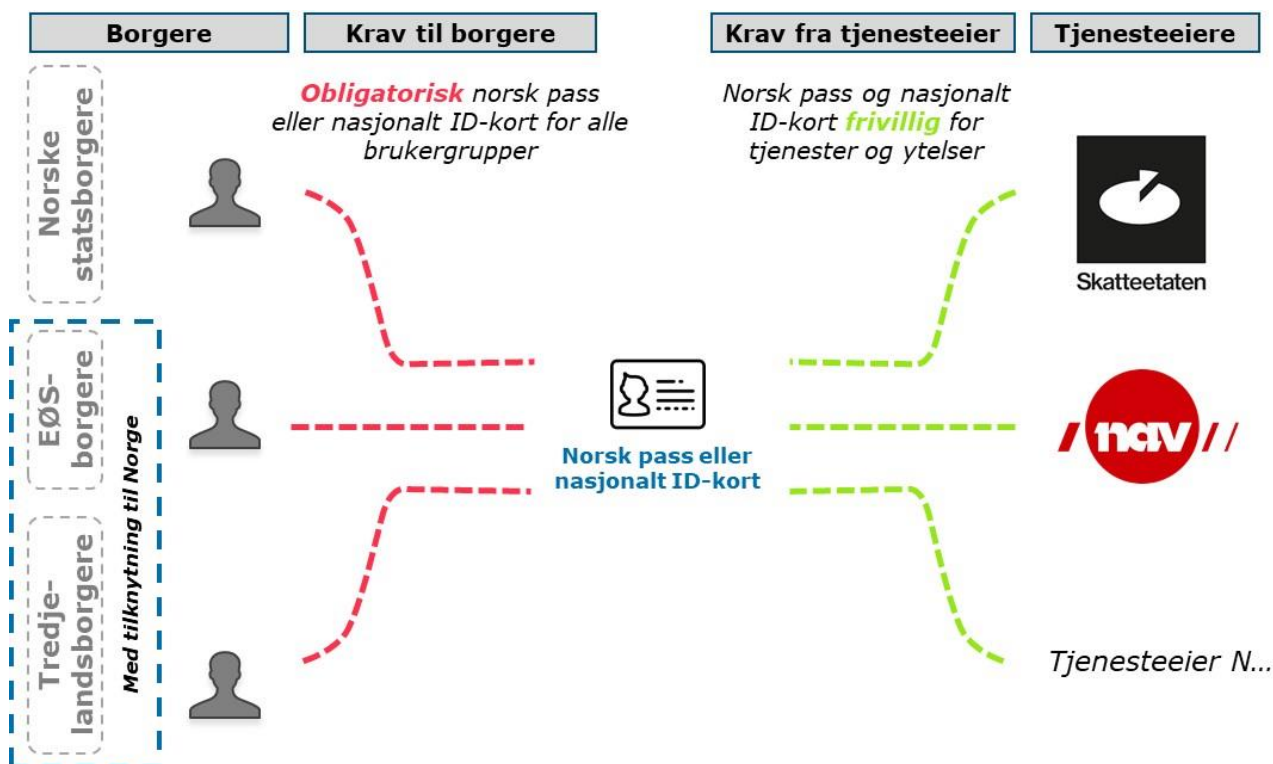 Borgere
Krav til borgere
Krav fra tjenesteeier
Tjenesteeiere
Norske
statsborgere
Obligatorisk norsk pass
eller nasjonalt ID-kort for alle
brukergrupper
Norsk pass og nasjonalt
ID-kort frivillig for
tjenester og ytelser
Skatteetaten
EØS-
borgere
Med tilknytning til Norge
Norsk pass eller
nasjonalt ID-kort
nav
Tredje-
landsborgere
Tjenesteeier N...